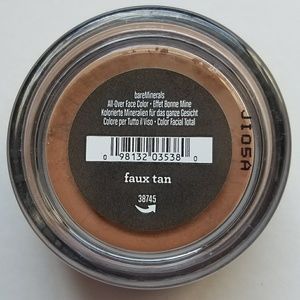 bareMinerals
All-Over Face Color • Effet Bonne Mine
Kolorierte Mineralien für das ganze Gesicht
Colore per Tutto il Viso • Color Facial Total
0 98132 03538 0
faux tan
38745
J105A